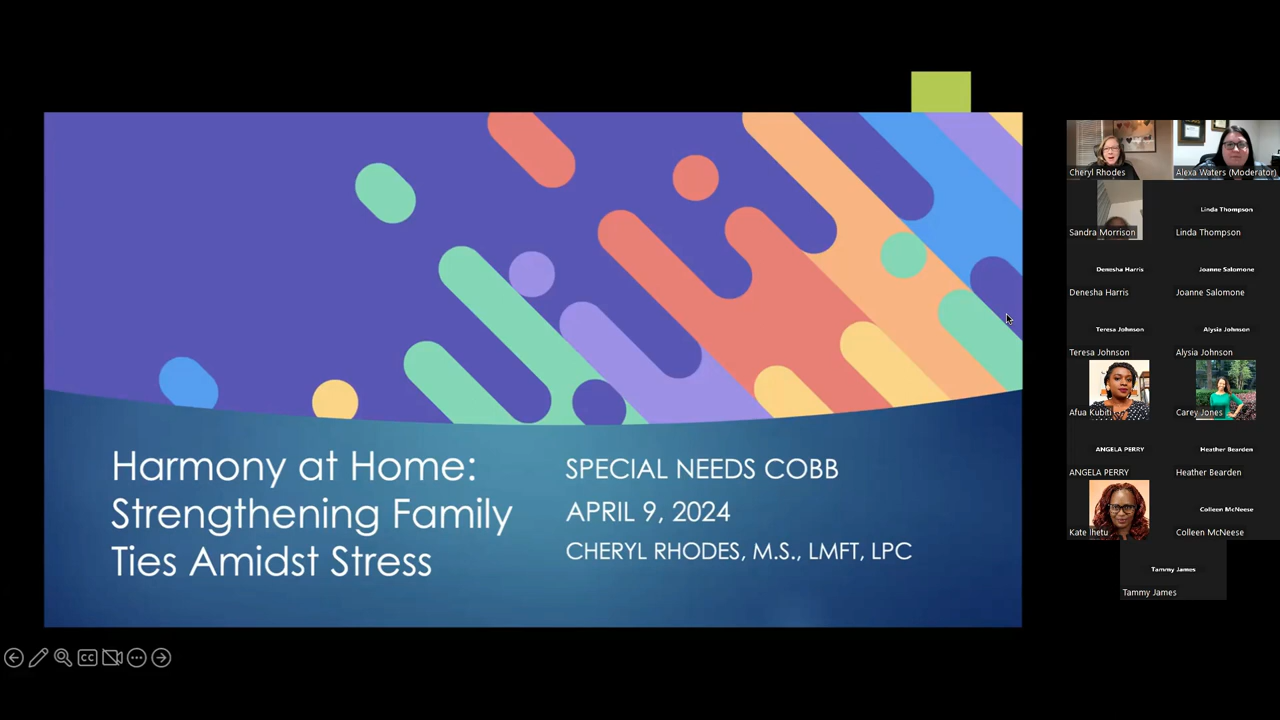 Harmony at Home:
Strengthening Family
Ties Amidst Stress
SPECIAL NEEDS COBB
APRIL 9, 2024
CHERYL RHODES, M.S., LMFT, LPC
Cheryl Rhodes
Alexa Waters (Moderator)
Sandra Morrison
Linda Thompson
Linda Thompson
Denesha Harris
Denesha Harris
Joanne Salomone
Joanne Salomone
Teresa Johnson
Teresa Johnson
Alysia Johnson
Alysia Johnson
Afua Kubiti
Carey Jones
ANGELA PERRY
ANGELA PERRY
Heather Bearden
Heather Bearden
Kate Ihetu
Colleen McNeese
Colleen McNeese
Tammy James
Tammy James
CC